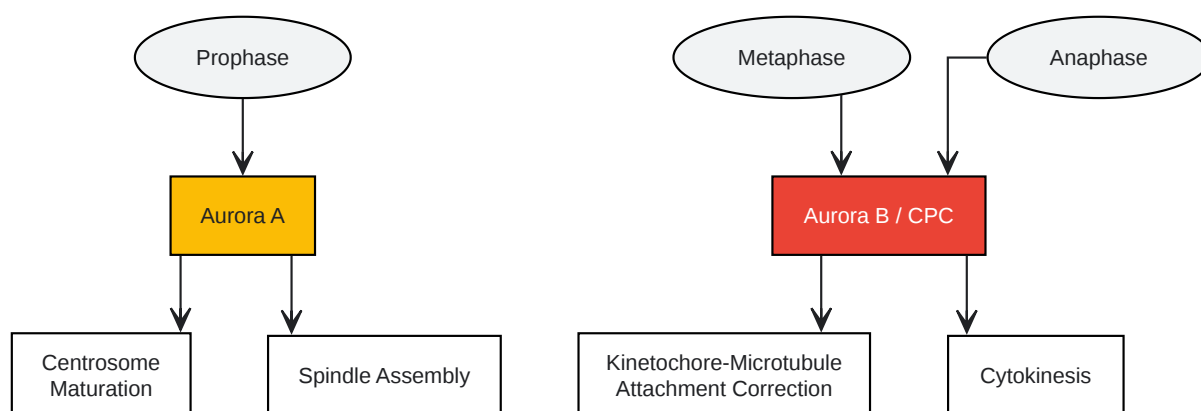 Prophase
Metaphase
Anaphase
Aurora A
Aurora B / CPC
Centrosome
Maturation
Spindle Assembly
Kinetochore-Microtubule
Attachment Correction
Cytokinesis